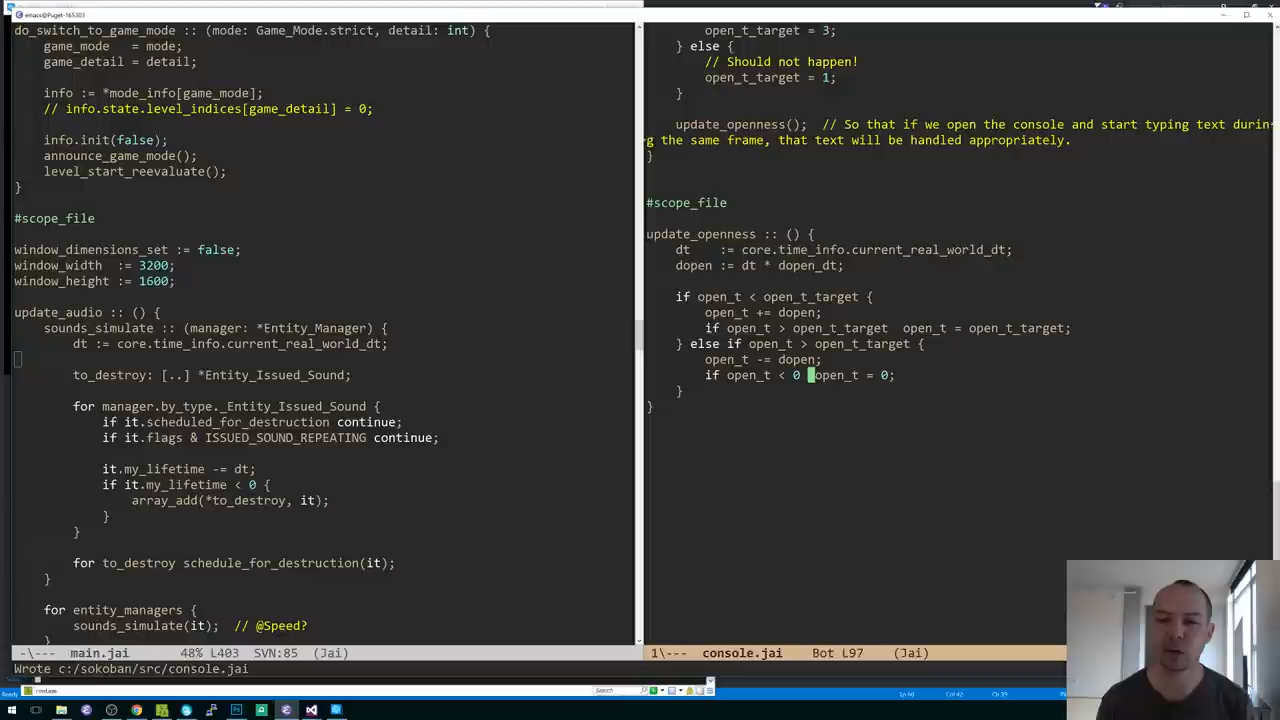 emacs@Puget-165303
do_switch_to_game_mode :: (mode: Game_Mode.strict, detail: int) {
    game_mode   = mode;
    game_detail = detail;

    info := *mode_info[game_mode];
    // info.state.level_indices[game_detail] = 0;

    info.init(false);
    announce_game_mode();
    level_start_reevaluate();
}

#scope_file

window_dimensions_set := false;
window_width  := 3200;
window_height := 1600;

update_audio :: () {
    sounds_simulate :: (manager: *Entity_Manager) {
        dt := core.time_info.current_real_world_dt;

        to_destroy: [..] *Entity_Issued_Sound;

        for manager.by_type._Entity_Issued_Sound {
            if it.scheduled_for_destruction continue;
            if it.flags & ISSUED_SOUND_REPEATING continue;

            it.my_lifetime -= dt;
            if it.my_lifetime < 0 {
                array_add(*to_destroy, it);
            }
        }

        for to_destroy schedule_for_destruction(it);
    }

    for entity_managers {
        sounds_simulate(it);  // @Speed?
    }
-\--- main.jai 48% L403 SVN:85 (Jai)
Wrote c:/sokoban/src/console.jai
        open_t_target = 3;
    } else {
        // Should not happen!
        open_t_target = 1;
    }

    update_openness();  // So that if we open the console and start typing text durin
g the same frame, that text will be handled appropriately.
}

#scope_file

update_openness :: () {
    dt    := core.time_info.current_real_world_dt;
    dopen := dt * dopen_dt;

    if open_t < open_t_target {
        open_t += dopen;
        if open_t > open_t_target  open_t = open_t_target;
    } else if open_t > open_t_target {
        open_t -= dopen;
        if open_t < 0 open_t = 0;
    }
}
1\--- console.jai Bot L97 (Jai)
Search
Ready
Col 42